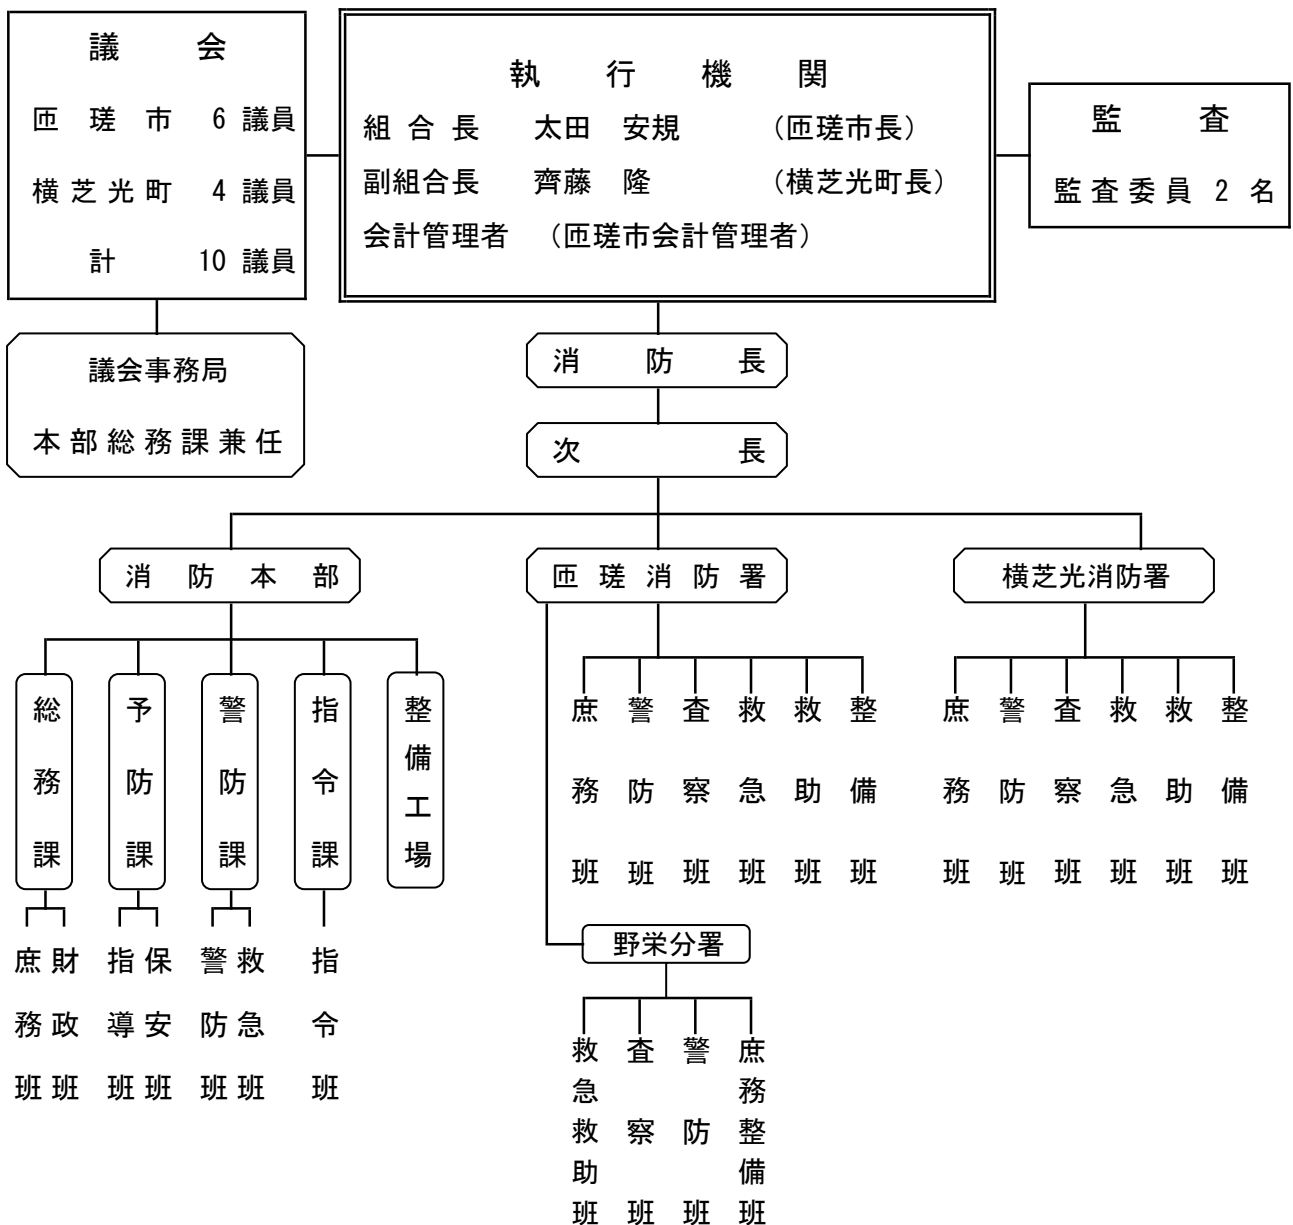 議会
匝瑳市 6 議員
横芝光町 4 議員
計 10 議員
執行機関
組合長 太田 安規 (匝瑳市長)
副組合長 齊藤 隆 (横芝光町長)
会計管理者 (匝瑳市会計管理者)
監査
監査委員 2 名
議会事務局
本部総務課兼任
消防長
次長
消防本部
匝瑳消防署
横芝光消防署
総務課
予防課
警防課
指令課
整備工場
庶務班
財政班
指導班
保安班
警防班
救急班
指令班
庶務班
警防班
査察班
救急班
救助班
整備班
庶務班
警防班
査察班
救急班
救助班
整備班
野栄分署
救急救助班
査察班
警防班
庶務整備班